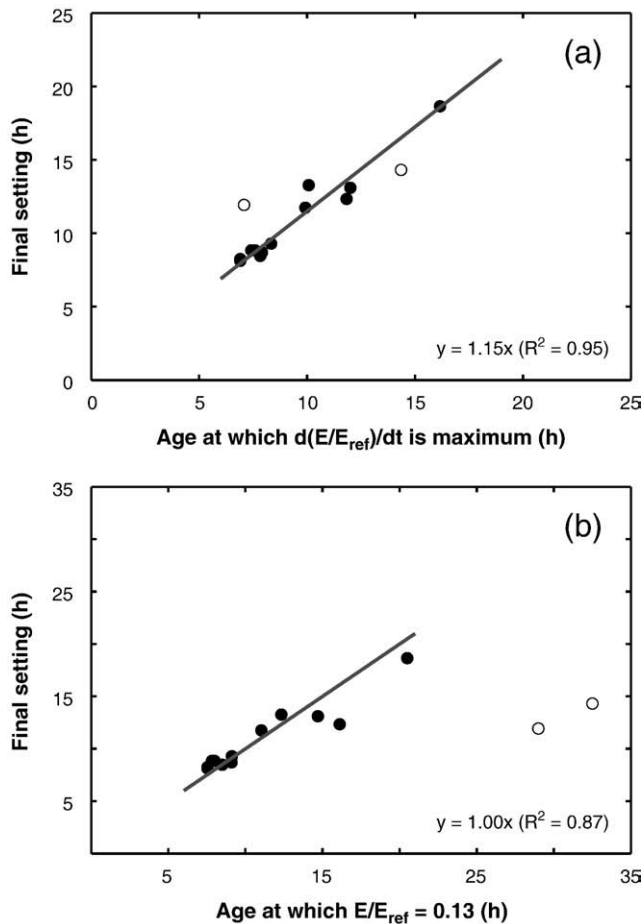 25
(a)
20
15
Final setting (h)
10
5
y = 1.15x (R² = 0.95)
0
0 5 10 15 20 25
Age at which d(E/E_ref)/dt is maximum (h)
35
(b)
25
Final setting (h)
15
5
y = 1.00x (R² = 0.87)
5 15 25 35
Age at which E/E_ref = 0.13 (h)